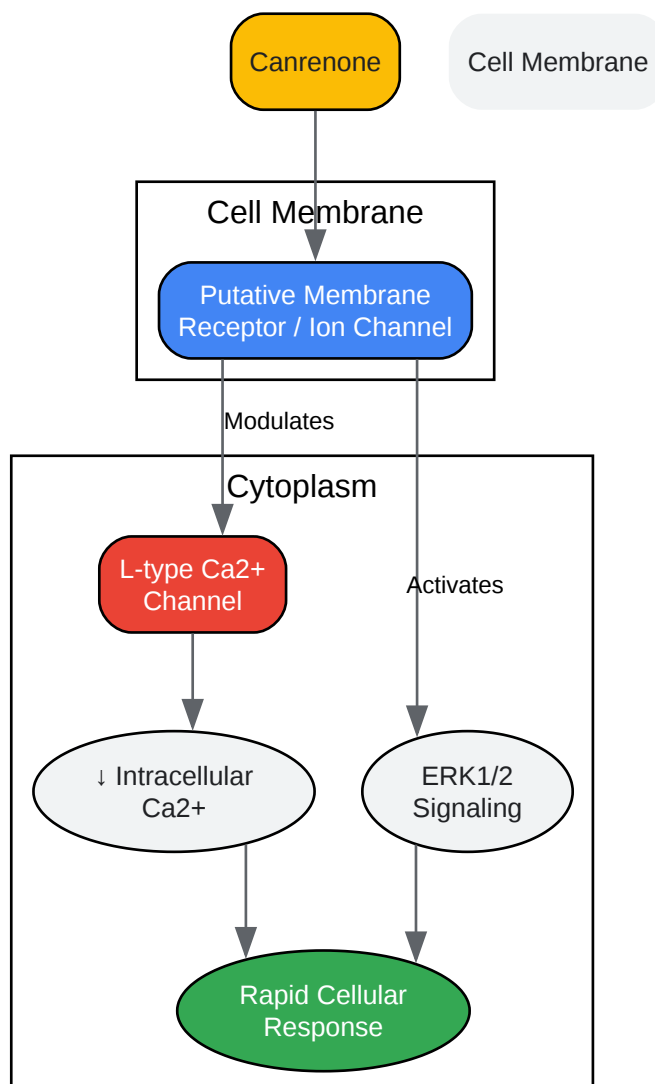 Canrenone
Cell Membrane
Cell Membrane
Putative Membrane
Receptor / Ion Channel
Modulates
Cytoplasm
L-type Ca2+
Channel
Activates
↓ Intracellular
Ca2+
ERK1/2
Signaling
Rapid Cellular
Response